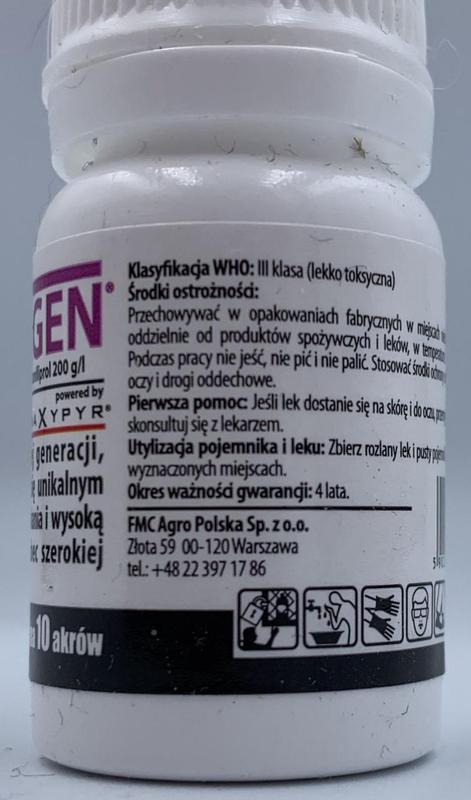 GEN®
200 g/l
powered by
XYPYR®
generacji,
unikalnym
i wysoką
szerokiej
10 akrów
Klasyfikacja WHO: III klasa (lekko toksyczna)
Środki ostrożności:
Przechowywać w opakowaniach fabrycznych w miejscach
oddzielnie od produktów spożywczych i leków, w
Podczas pracy nie jeść, nie pić i nie palić. Stosować środki
oczy i drogi oddechowe.
Pierwsza pomoc: Jeśli lek dostanie się na skórę i do oczu,
skonsultuj się z lekarzem.
Utylizacja pojemnika i leku: Zbierz rozlany lek i pusty
wyznaczonych miejscach.
Okres ważności gwarancji: 4 lata.
FMC Agro Polska Sp. z o.o.
Złota 59 00-120 Warszawa
tel.: +48 22 397 17 86